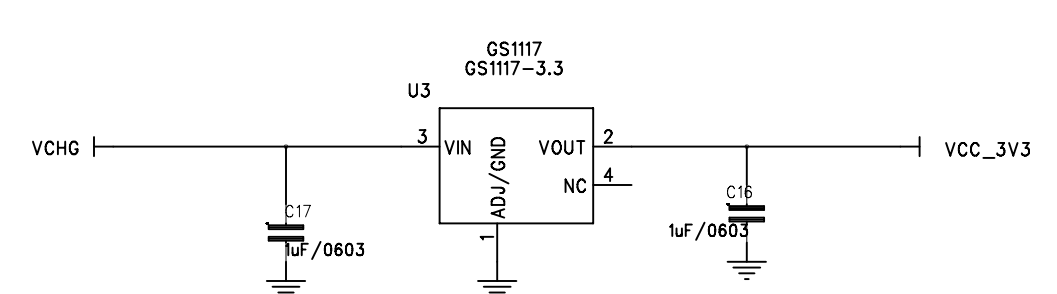 GS1117
GS1117-3.3
U3
VCHG
3
VIN
ADJ/GND
VOUT
2
VCC_3V3
NC
4
1
C17
1uF/0603
C16
1uF/0603